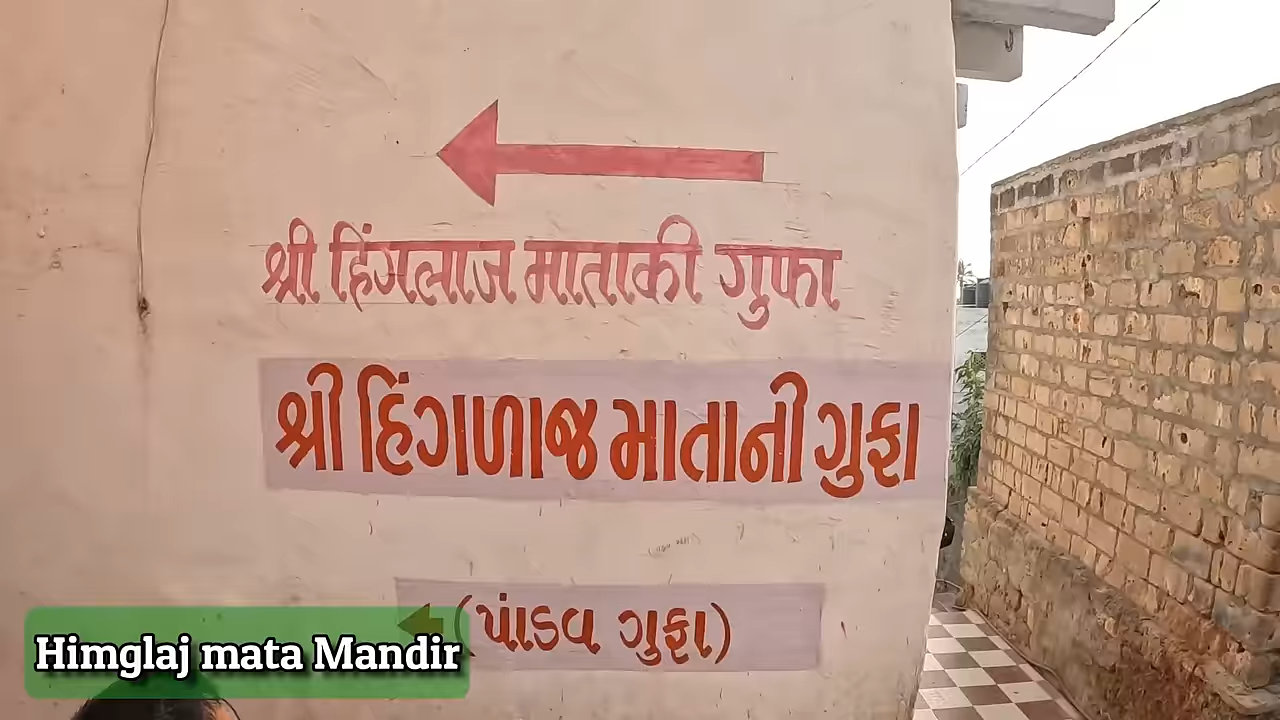 श्री हिंगलाज माताकी गुफा
શ્રી હિંગળાજ માતાની ગુફા
(પાંડવ ગુફા)
Himglaj mata Mandir